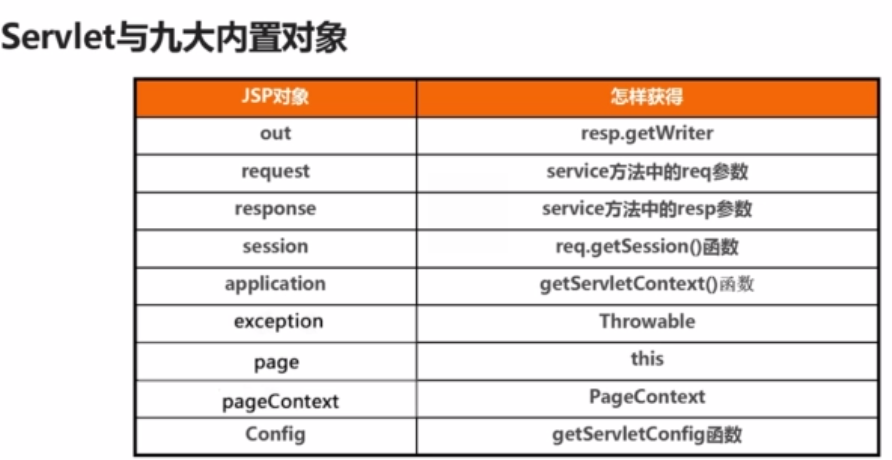 Servlet与九大内置对象
JSP对象 怎样获得
out resp.getWriter
request service方法中的req参数
response service方法中的resp参数
session req.getSession()函数
application getServletContext()函数
exception Throwable
page this
pageContext PageContext
Config getServletConfig函数